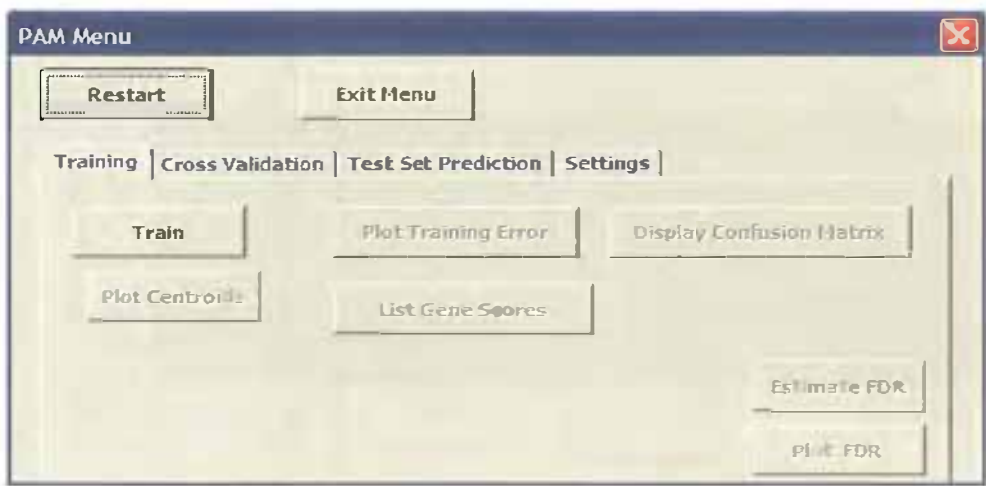 PAM Menu
Restart Exit Menu
Training Cross Validation Test Set Prediction Settings
Train Plot Training Error Display Confusion Matrix
Plot Centroids List Gene Scores
Estimate FDR
Plot FDR